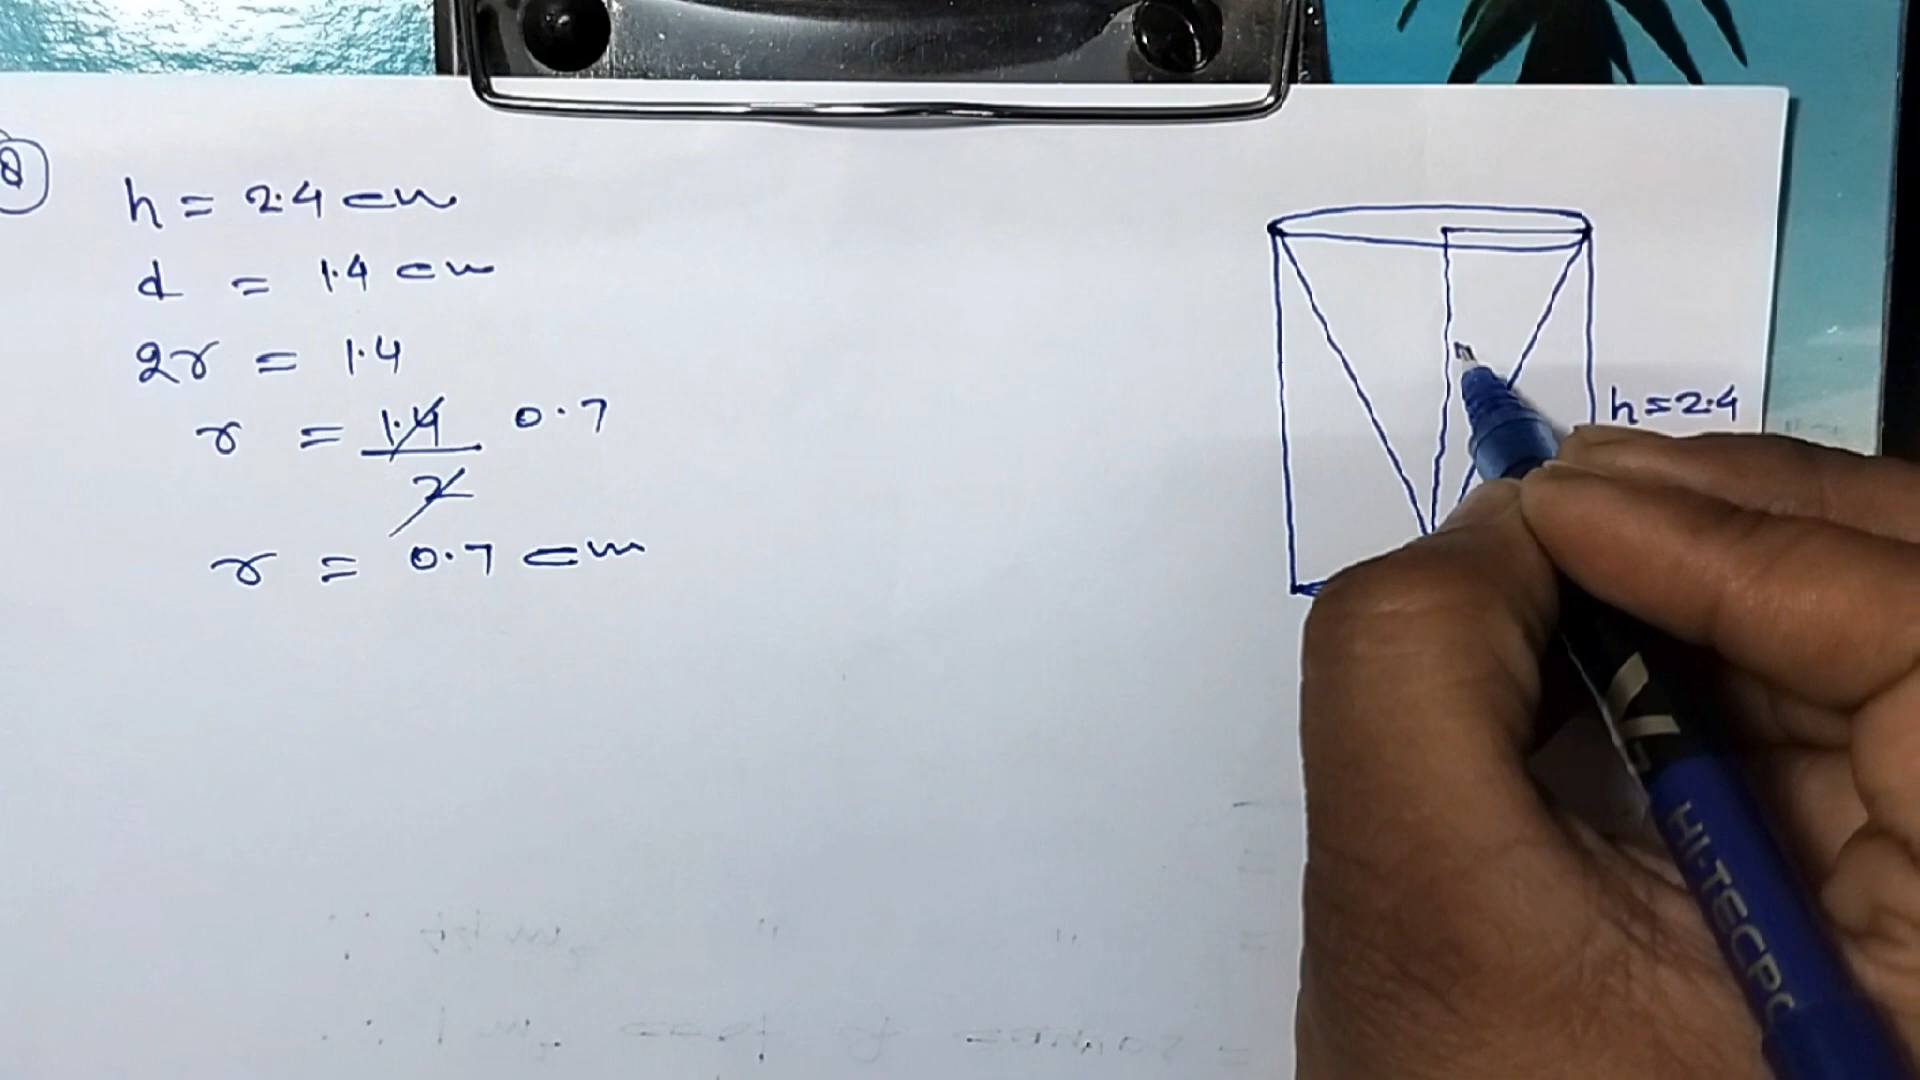 8
h = 2.4 cm
d = 1.4 cm
2r = 1.4
r = 1.4/2 0.7
r = 0.7 cm
h = 2.4
V7
HI-TECPO